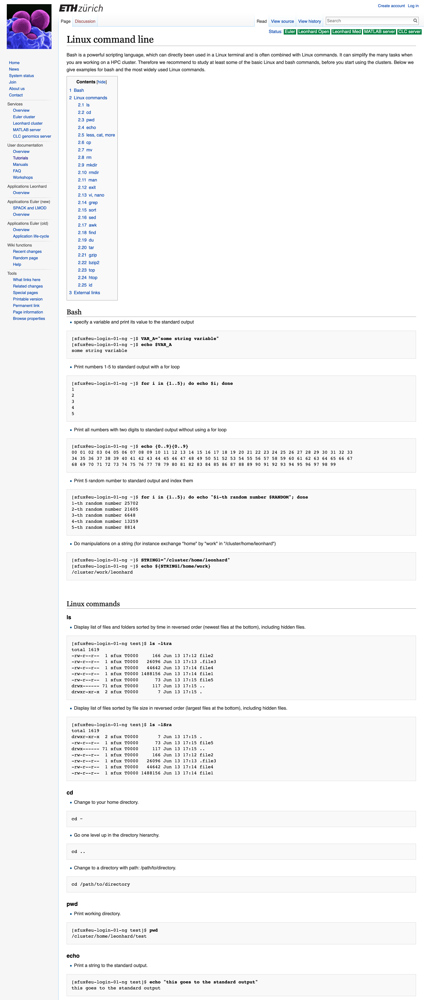 ETH zürich
Create account Log in
Page Discussion Read View source View history Search
Status: Euler Leonhard Open Leonhard Med MATLAB server CLC server
Home
News
System status
Join
About us
Contact
Services
Overview
Euler cluster
Leonhard cluster
MATLAB server
CLC genomics server
User documentation
Overview
Tutorials
Manuals
FAQ
Workshops
Applications Leonhard
Overview
Applications Euler (new)
SPACK and LMOD
Overview
Applications Euler (old)
Overview
Application life-cycle
Wiki functions
Recent changes
Random page
Help
Tools
What links here
Related changes
Special pages
Printable version
Permanent link
Page information
Browse properties
Linux command line
Bash is a powerful scripting language, which can directly been used in a Linux terminal and is often combined with Linux commands. It can simplify the many tasks when
you are working on a HPC cluster. Therefore we recommend to study at least some of the basic Linux and bash commands, before you start using the clusters. Below we
give examples for bash and the most widely used Linux commands.
Contents [hide]
1 Bash
2 Linux commands
2.1 ls
2.2 cd
2.3 pwd
2.4 echo
2.5 less, cat, more
2.6 cp
2.7 mv
2.8 rm
2.9 mkdir
2.10 rmdir
2.11 man
2.12 exit
2.13 vi, nano
2.14 grep
2.15 sort
2.16 sed
2.17 awk
2.18 find
2.19 du
2.20 tar
2.21 gzip
2.22 bzip2
2.23 top
2.24 htop
2.25 id
3 External links
Bash
• specify a variable and print its value to the standard output
[sfux@eu-login-01-ng ~]$ VAR_A="some string variable"
[sfux@eu-login-01-ng ~]$ echo $VAR_A
some string variable
• Print numbers 1-5 to standard output with a for loop
[sfux@eu-login-01-ng ~]$ for i in {1..5}; do echo $i; done
1
2
3
4
5
• Print all numbers with two digits to standard output without using a for loop
[sfux@eu-login-01-ng ~]$ echo {0..9}{0..9}
00 01 02 03 04 05 06 07 08 09 10 11 12 13 14 15 16 17 18 19 20 21 22 23 24 25 26 27 28 29 30 31 32 33
34 35 36 37 38 39 40 41 42 43 44 45 46 47 48 49 50 51 52 53 54 55 56 57 58 59 60 61 62 63 64 65 66 67
68 69 70 71 72 73 74 75 76 77 78 79 80 81 82 83 84 85 86 87 88 89 90 91 92 93 94 95 96 97 98 99
• Print 5 random number to standard output and index them
[sfux@eu-login-01-ng ~]$ for i in {1..5}; do echo "$i-th random number $RANDOM"; done
1-th random number 25702
2-th random number 21605
3-th random number 6648
4-th random number 13259
5-th random number 8814
• Do manipulations on a string (for instance exchange "home" by "work" in "/cluster/home/leonhard")
[sfux@eu-login-01-ng ~]$ STRING1="/cluster/home/leonhard"
[sfux@eu-login-01-ng ~]$ echo ${STRING1/home/work}
/cluster/work/leonhard
Linux commands
ls
• Display list of files and folders sorted by time in reversed order (newest files at the bottom), including hidden files.
[sfux@eu-login-01-ng test]$ ls -ltra
total 1619
-rw-r--r--  1 sfux T0000     166 Jun 13 17:12 file2
-rw-r--r--  1 sfux T0000   26096 Jun 13 17:13 .file3
-rw-r--r--  1 sfux T0000   44642 Jun 13 17:14 file4
-rw-r--r--  1 sfux T0000 1488156 Jun 13 17:14 file1
-rw-r--r--  1 sfux T0000      73 Jun 13 17:15 file5
drwx------ 71 sfux T0000     117 Jun 13 17:15 ..
drwxr-xr-x  2 sfux T0000       7 Jun 13 17:15 .
• Display list of files sorted by file size in reversed order (largest files at the bottom), including hidden files.
[sfux@eu-login-01-ng test]$ ls -lSra
total 1619
drwxr-xr-x  2 sfux T0000       7 Jun 13 17:15 .
-rw-r--r--  1 sfux T0000      73 Jun 13 17:15 file5
drwx------ 71 sfux T0000     117 Jun 13 17:15 ..
-rw-r--r--  1 sfux T0000     166 Jun 13 17:12 file2
-rw-r--r--  1 sfux T0000   26096 Jun 13 17:13 .file3
-rw-r--r--  1 sfux T0000   44642 Jun 13 17:14 file4
-rw-r--r--  1 sfux T0000 1488156 Jun 13 17:14 file1
cd
• Change to your home directory.
cd ~
• Go one level up in the directory hierarchy.
cd ..
• Change to a directory with path: /path/to/directory.
cd /path/to/directory
pwd
• Print working directory.
[sfux@eu-login-01-ng test]$ pwd
/cluster/home/leonhard/test
echo
• Print a string to the standard output.
[sfux@eu-login-01-ng test]$ echo "this goes to the standard output"
this goes to the standard output